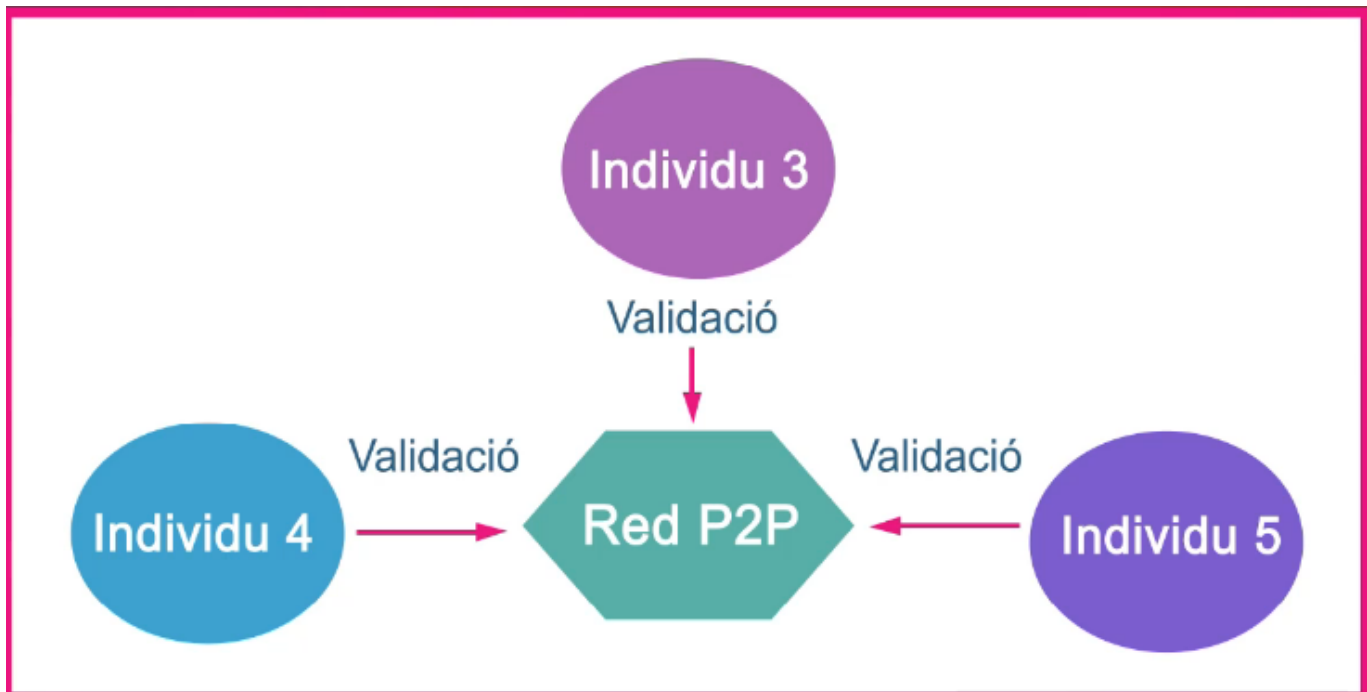 Individu 3
Validació
Validació
Validació
Individu 4
Red P2P
Individu 5